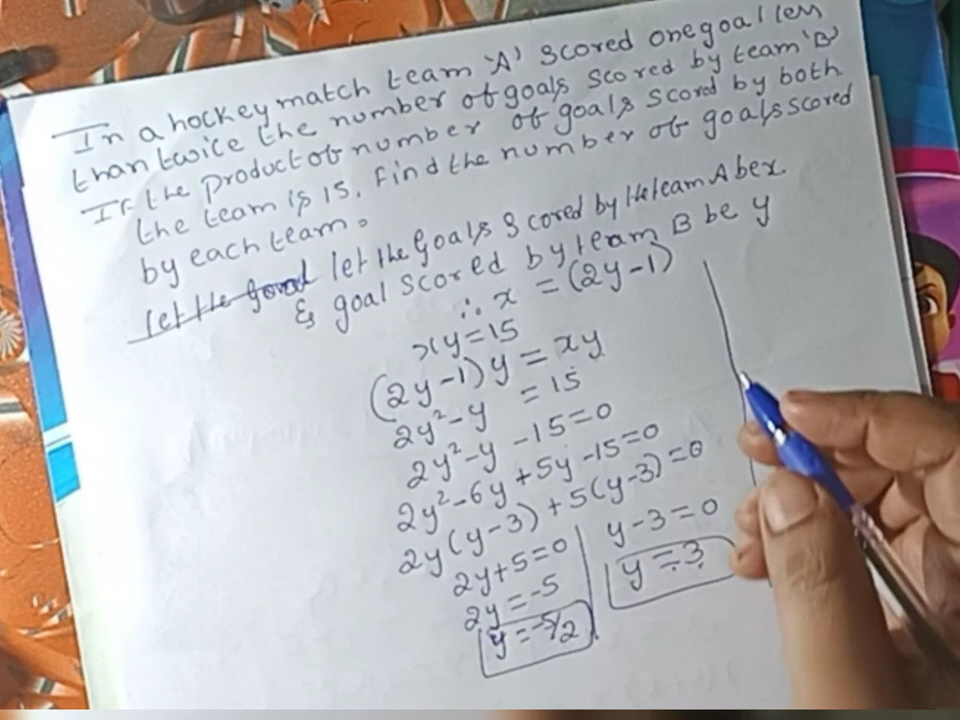 In a hockey match team 'A' scored one goal les
than twice the number of goals scored by team 'B'
If the product of number of goals scored by both
the team is 15. Find the number of goals scored
by each team.
let the goal let the Goals Scored by the team A be x
& goal scored by team B be y
∴ x = (2y-1)
xy=15
(2y-1)y = xy
2y²-y = 15
2y²-y -15=0
2y²-6y+5y-15=0
2y(y-3)+5(y-3)=0
2y+5=0 y-3=0
2y=-5 y=3
y=-5/2